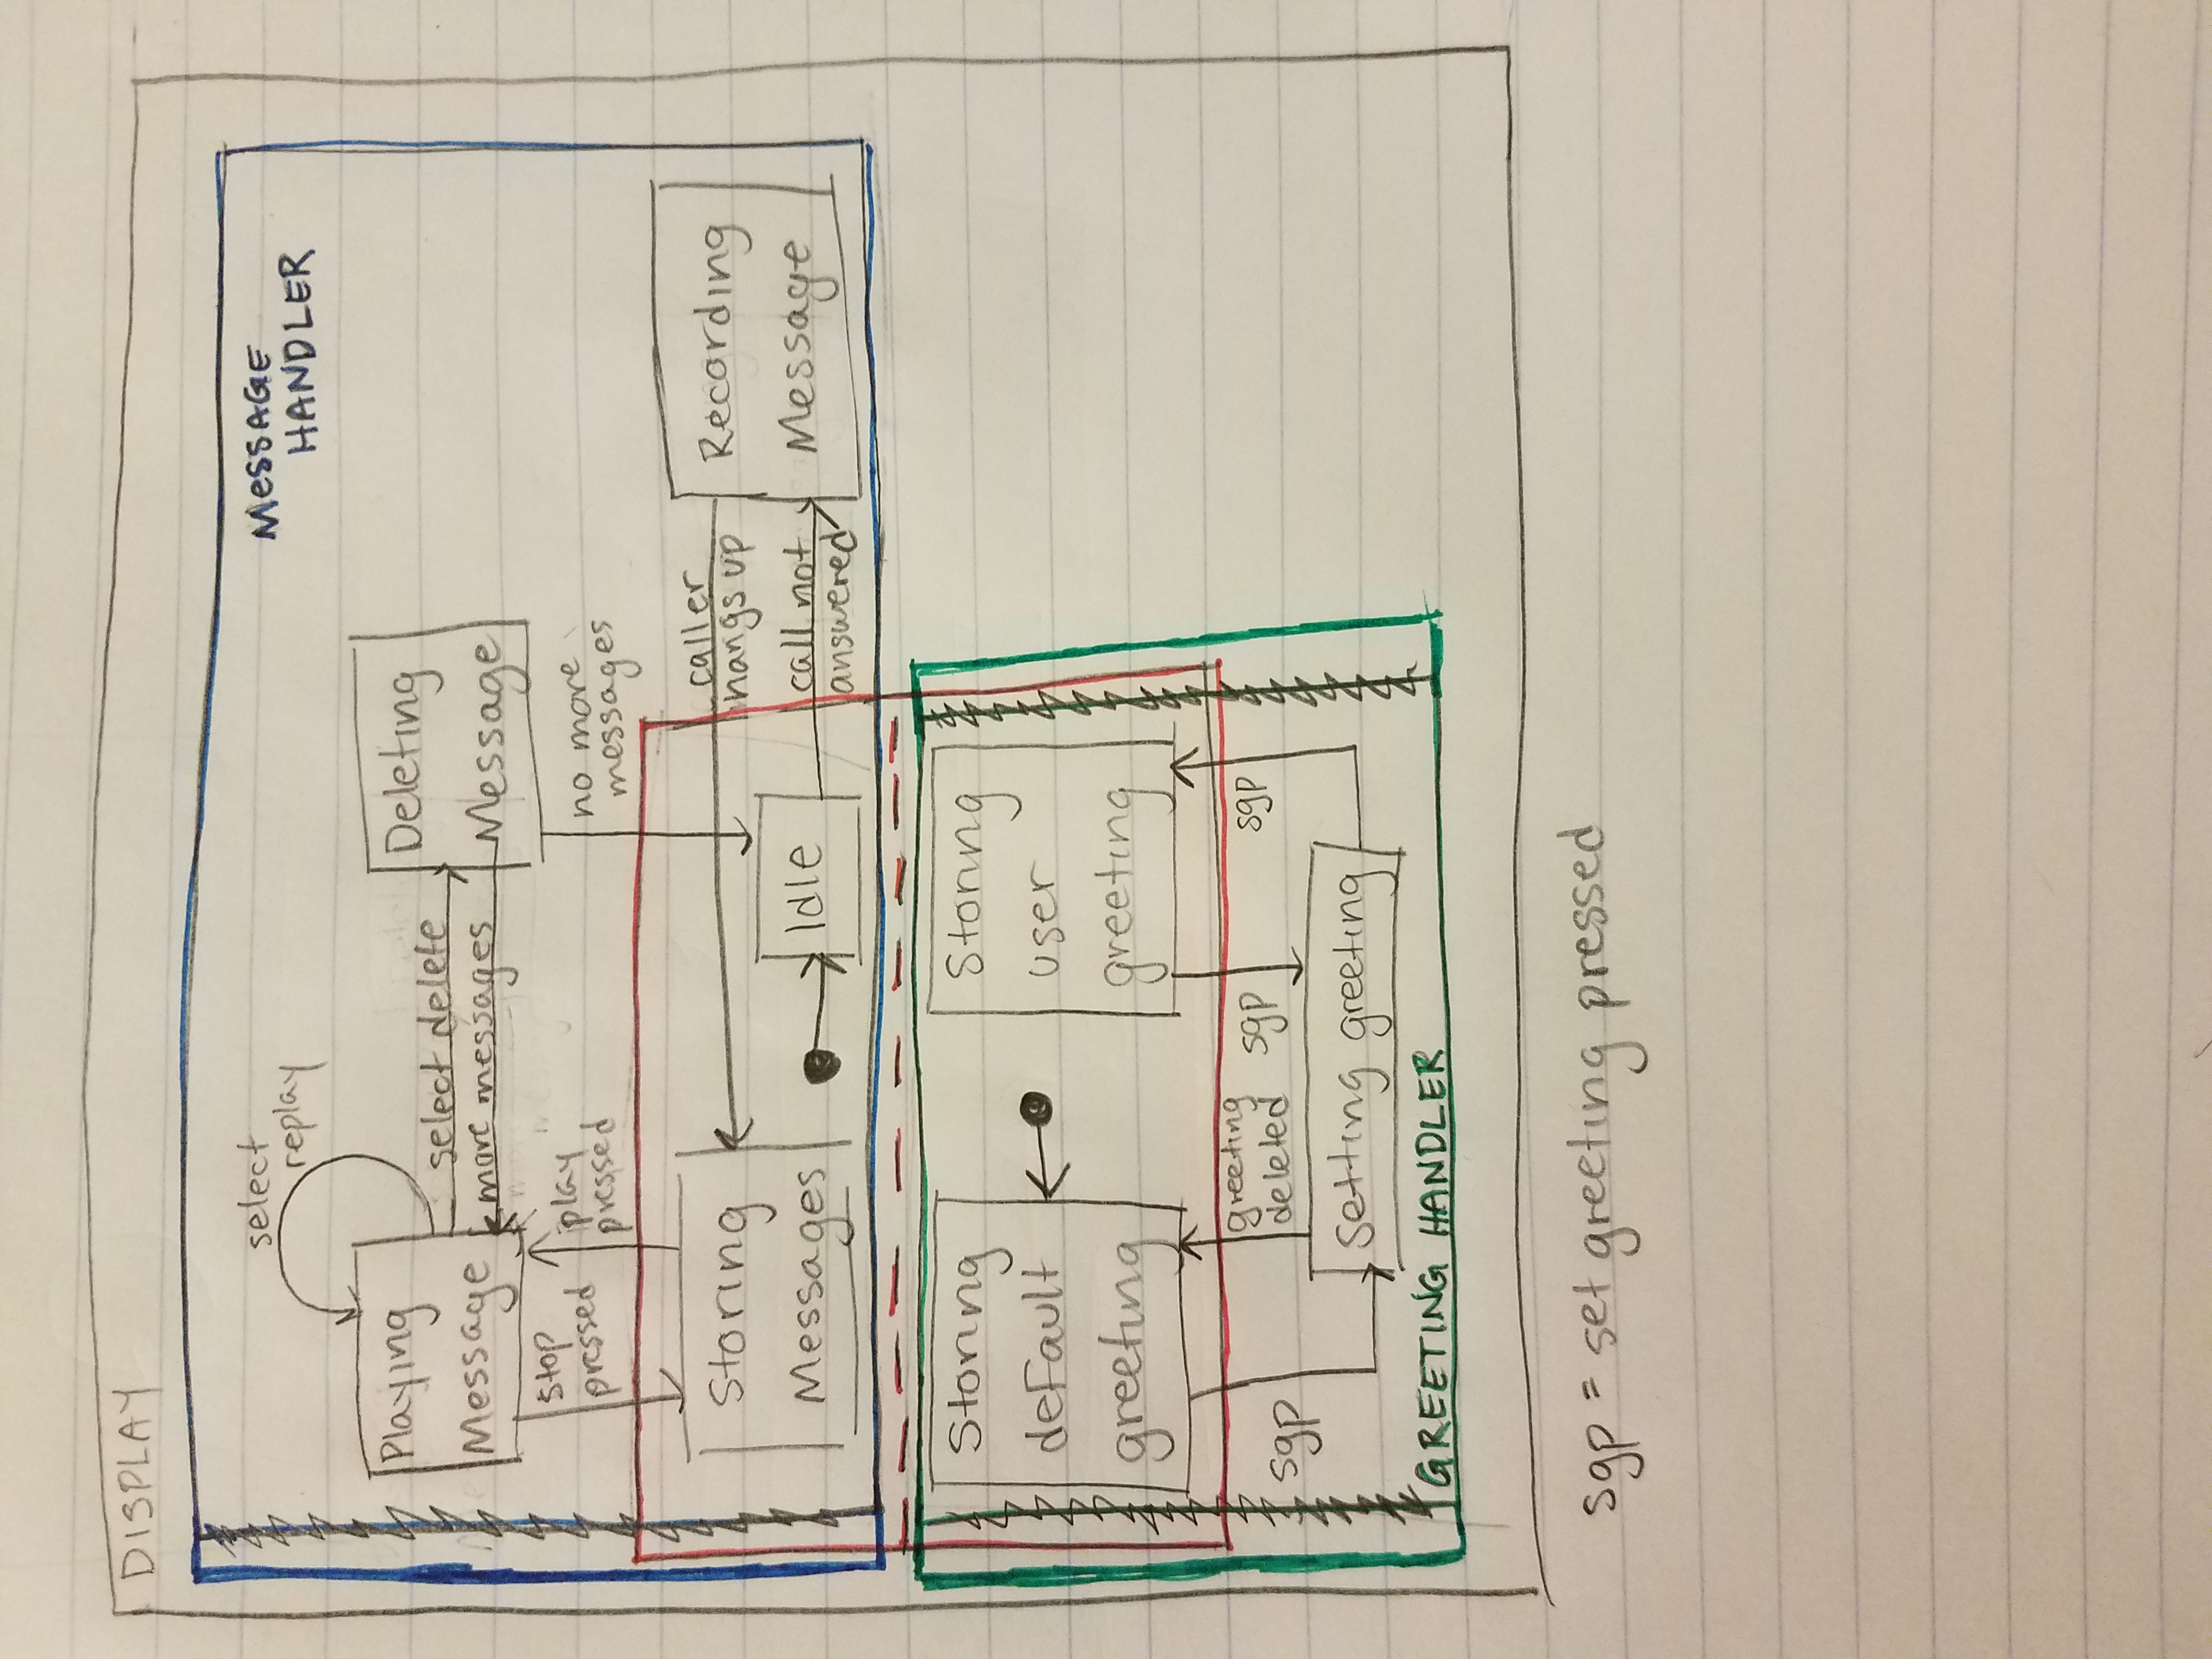 DISPLAY
MESSAGE
HANDLER
select
replay
Playing
Message
select delete
more messages
Deleting
Message
stop
pressed
play
pressed
no more
messages
Storing
Messages
Idle
caller
hangs up
call not
answered
Recording
Message
Storing
default
greeting
Storing
user
greeting
sgp
greeting
deleted
sgp
sgp
Setting greeting
GREETING HANDLER
sgp = set greeting pressed